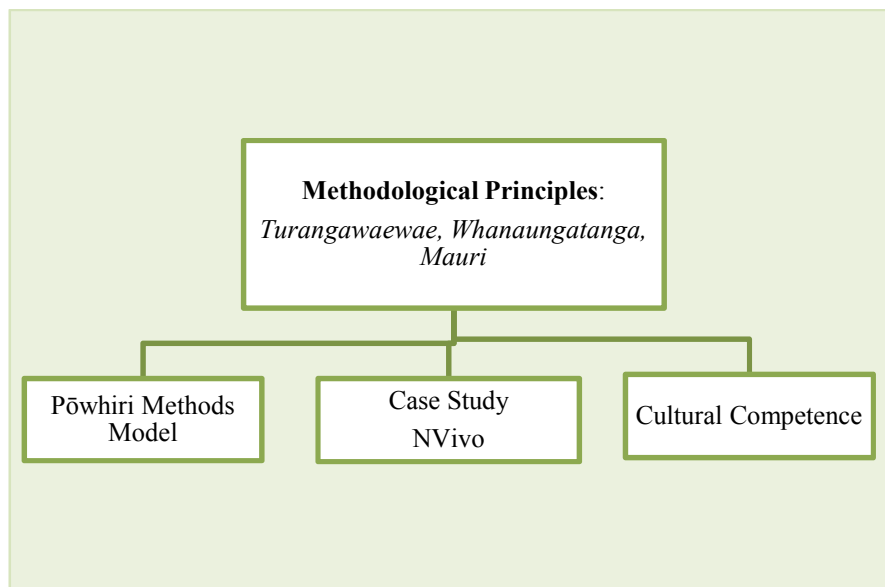 Methodological Principles:
Turangawaewae, Whanaungatanga,
Mauri
Pōwhiri Methods
Model
Case Study
NVivo
Cultural Competence